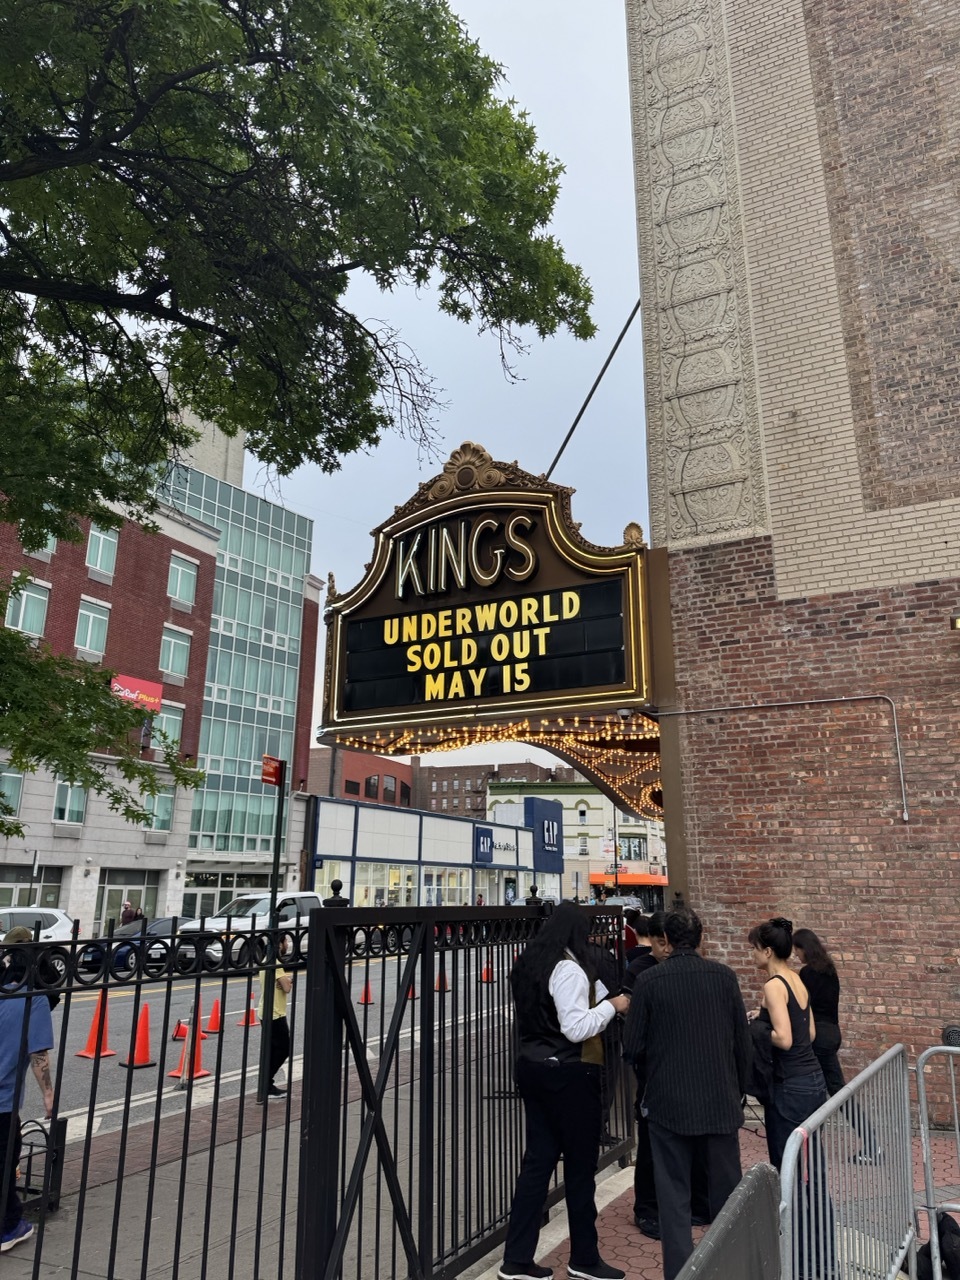 KINGS
UNDERWORLD
SOLD OUT
MAY 15
GAP
GAP